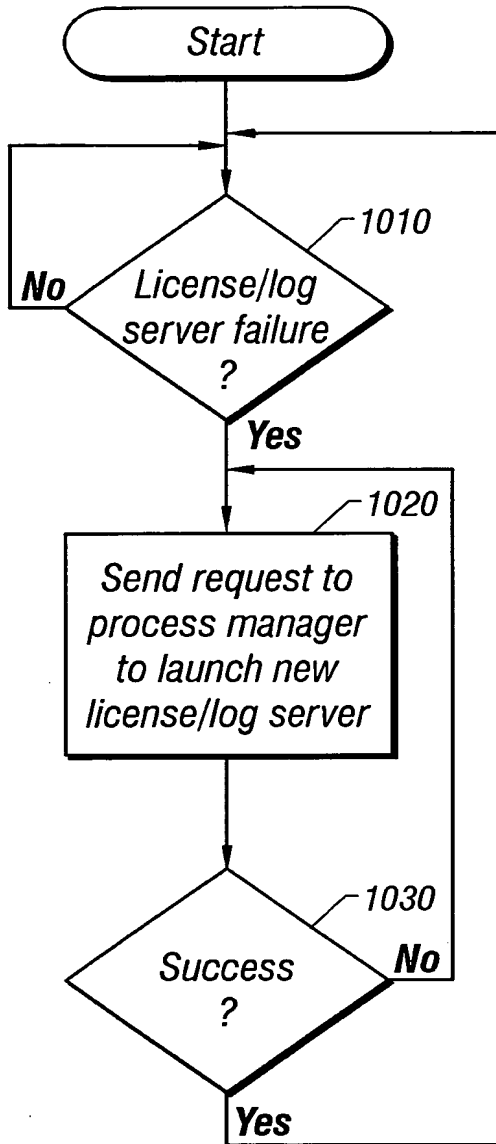 Start
1010
No
License/log
server failure
?
Yes
1020
Send request to
process manager
to launch new
license/log server
1030
Success
?
No
Yes